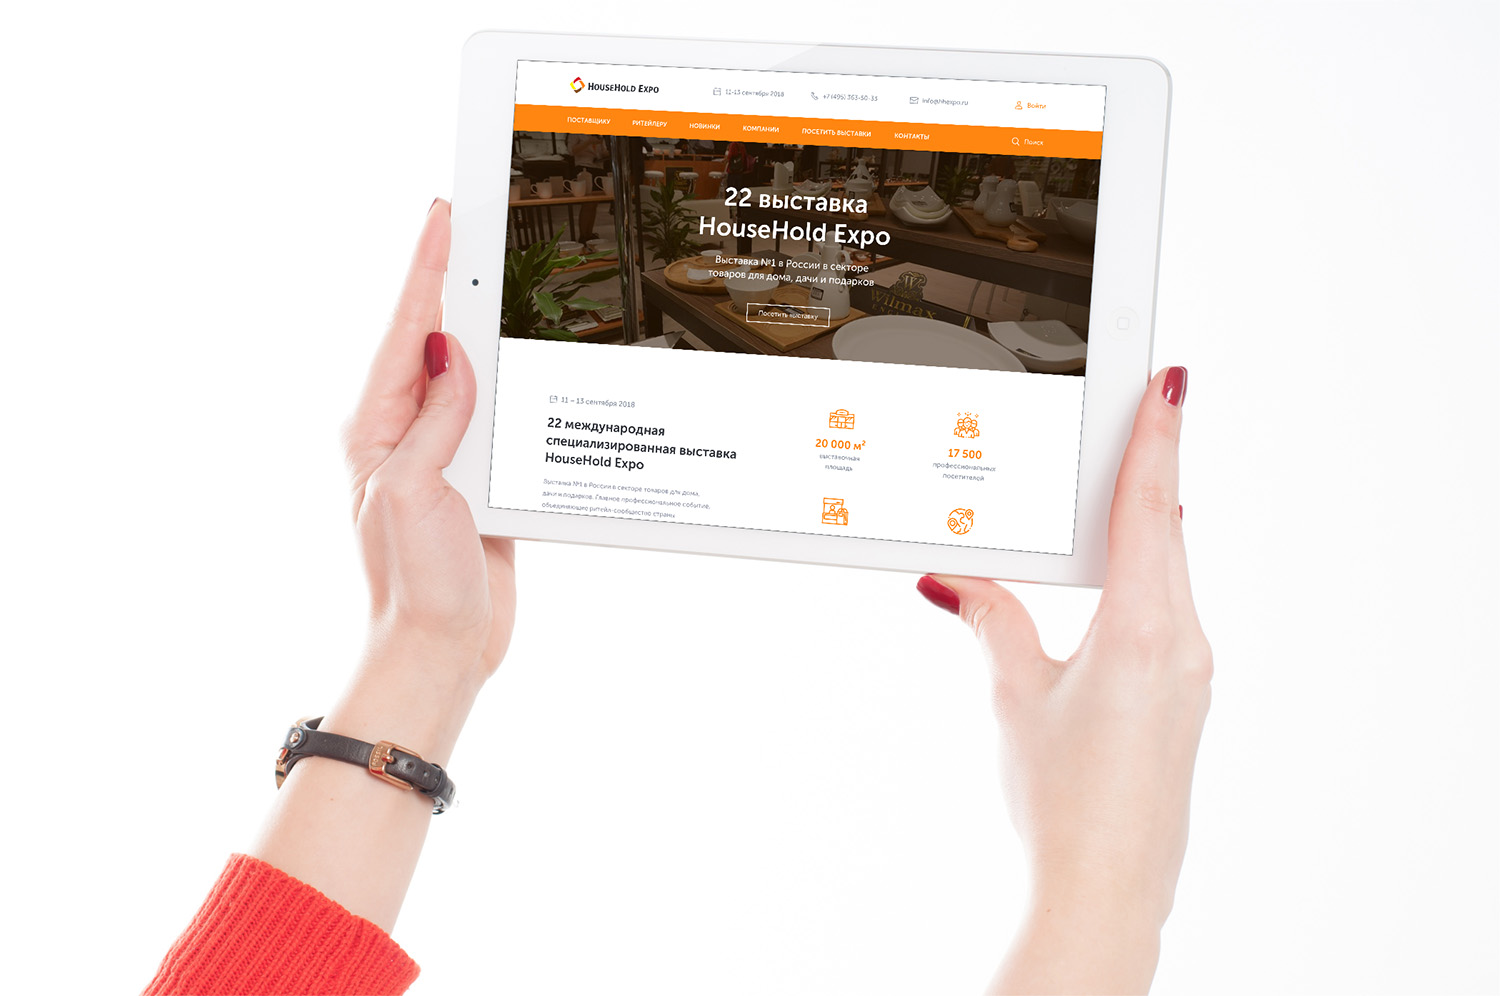 HOUSEHOLD EXPO
11-13 сентября 2018
+7 (495) 363-50-33
info@hhexpo.ru
Войти
ПОСТАВЩИКУ РИТЕЙЛЕРУ НОВИНКИ КОМПАНИИ ПОСЕТИТЬ ВЫСТАВКИ КОНТАКТЫ
Поиск
22 выставка
HouseHold Expo
Выставка №1 в России в секторе
товаров для дома, дачи и подарков
Wilmax
Посетить выставку
11 – 13 сентября 2018
22 международная
специализированная выставка
HouseHold Expo
Выставка №1 в России в секторе товаров для дома,
дачи и подарков. Главное профессиональное событие,
объединяющие ритейл-сообщество страны
20 000 м²
выставочная
площадь
17 500
профессиональных
посетителей